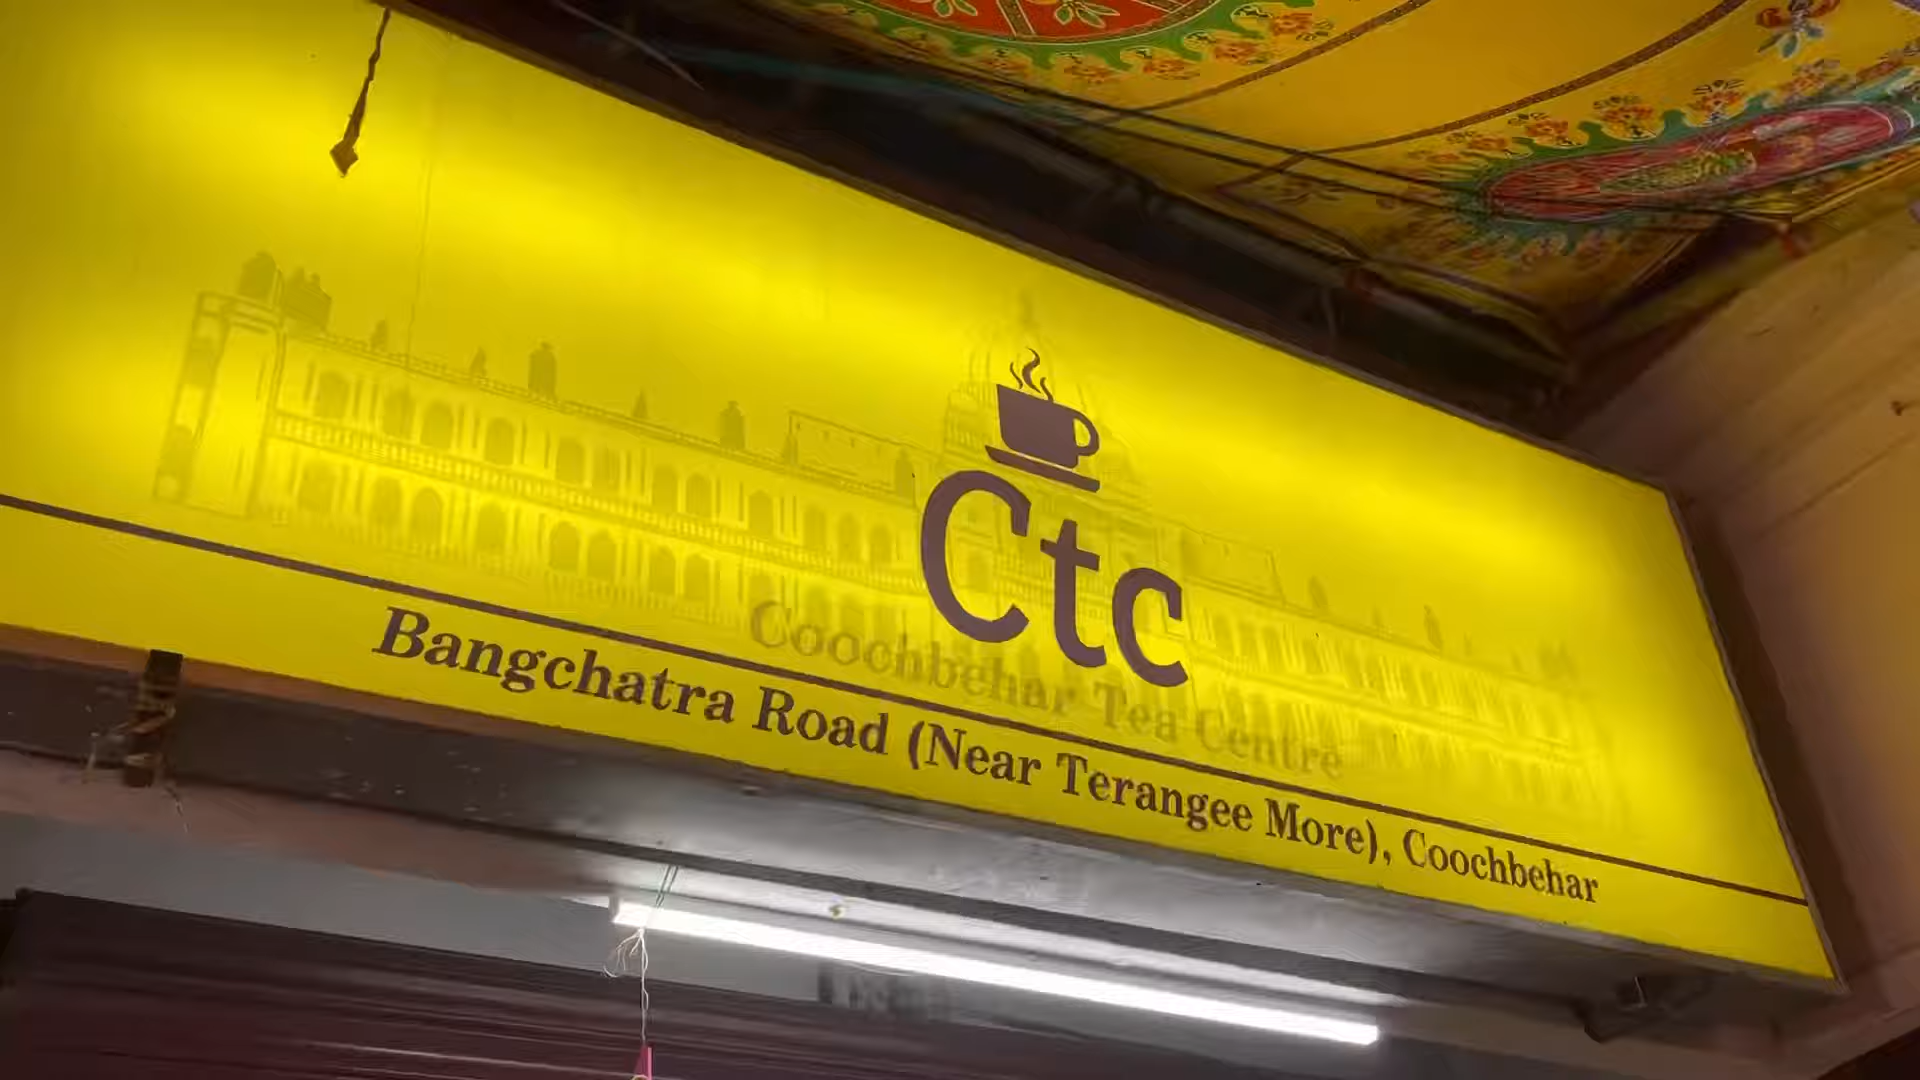 Ctc
Coochbehar Tea Centre
Bangchatra Road (Near Terangee More), Coochbehar